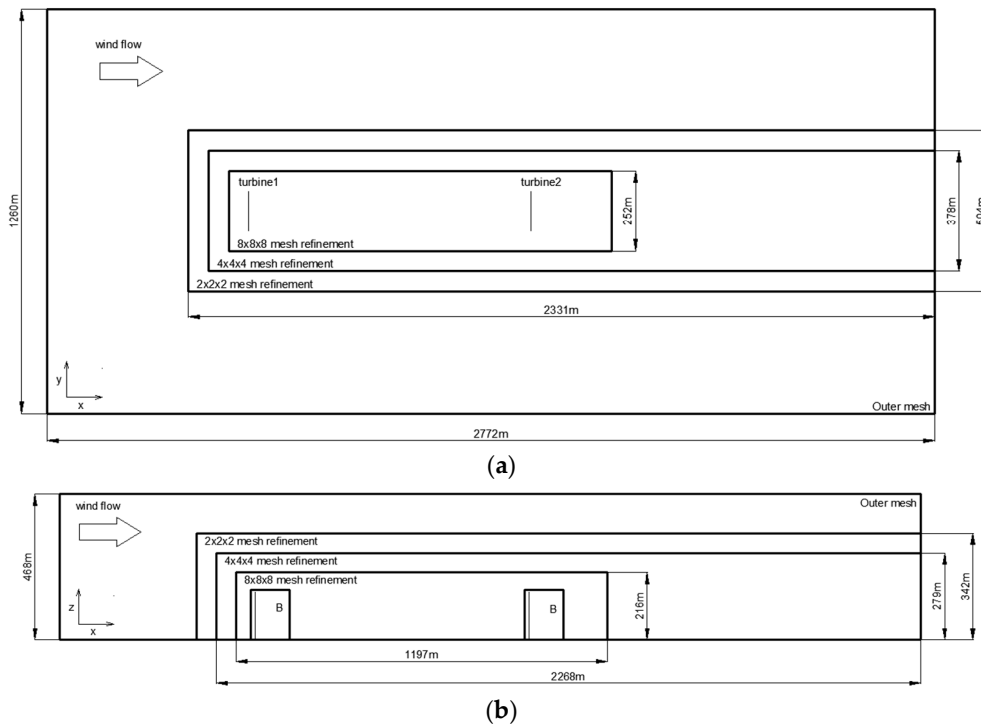 wind flow
turbine1
turbine2
8x8x8 mesh refinement
4x4x4 mesh refinement
2x2x2 mesh refinement
1260m
252m
378m
2331m
y
x
Outer mesh
2772m
(a)
wind flow
Outer mesh
2x2x2 mesh refinement
4x4x4 mesh refinement
8x8x8 mesh refinement
468m
B
B
z
x
216m
279m
342m
1197m
2268m
(b)